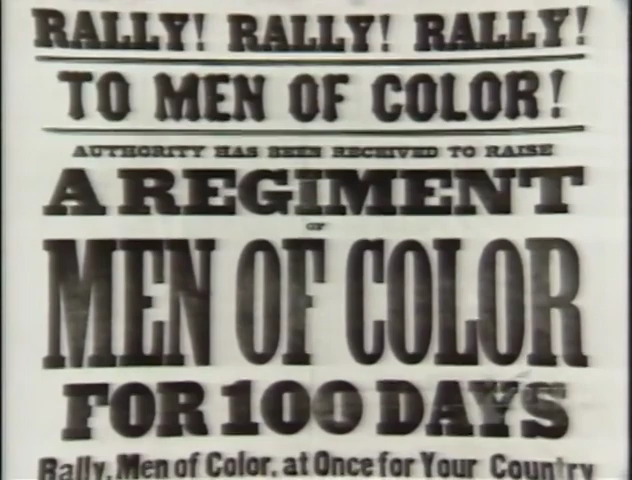 RALLY! RALLY! RALLY!
TO MEN OF COLOR!
AUTHORITY HAS BEEN RECEIVED TO RAISE
A REGIMENT
OF
MEN OF COLOR
FOR 100 DAYS
Rally, Men of Color, at Once for Your Country